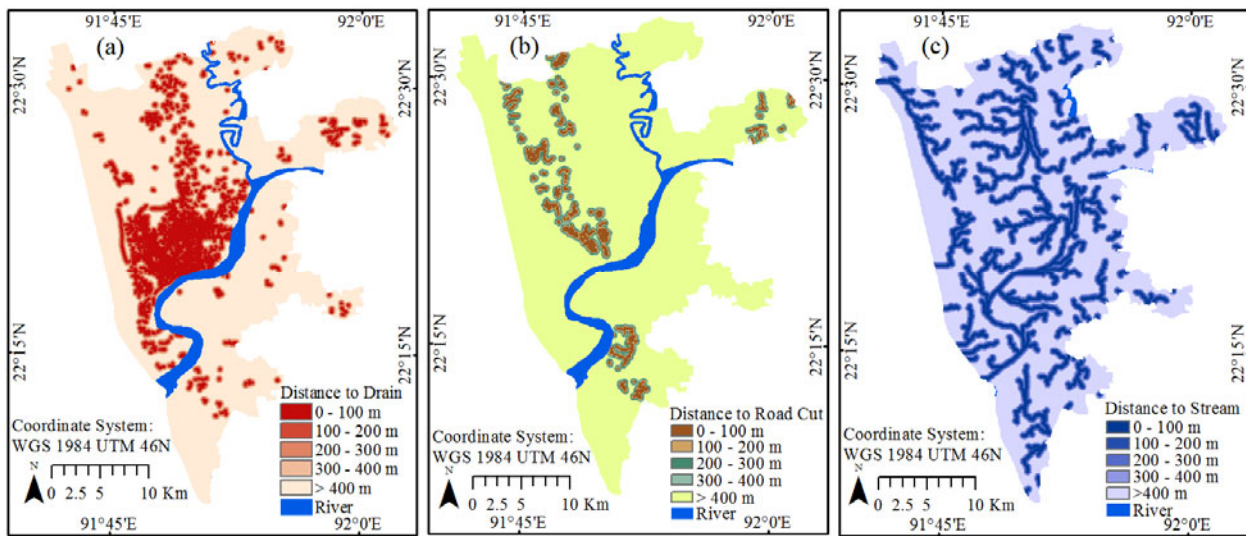 91°45'E
92°0'E
(a)
22°30'N
22°30'N
22°15'N
22°15'N
Distance to Drain
0 - 100 m
100 - 200 m
200 - 300 m
300 - 400 m
> 400 m
River
Coordinate System:
WGS 1984 UTM 46N
N
0 2.5 5 10 Km
91°45'E
92°0'E
91°45'E
92°0'E
(b)
22°30'N
22°15'N
Distance to Road Cut
0 - 100 m
100 - 200 m
200 - 300 m
300 - 400 m
> 400 m
River
Coordinate System:
WGS 1984 UTM 46N
N
0 2.5 5 10 Km
91°45'E
92°0'E
91°45'E
92°0'E
(c)
22°30'N
22°15'N
Distance to Stream
0 - 100 m
100 - 200 m
200 - 300 m
300 - 400 m
>400 m
River
Coordinate System:
WGS 1984 UTM 46N
N
0 2.5 5 10 Km
91°45'E
92°0'E